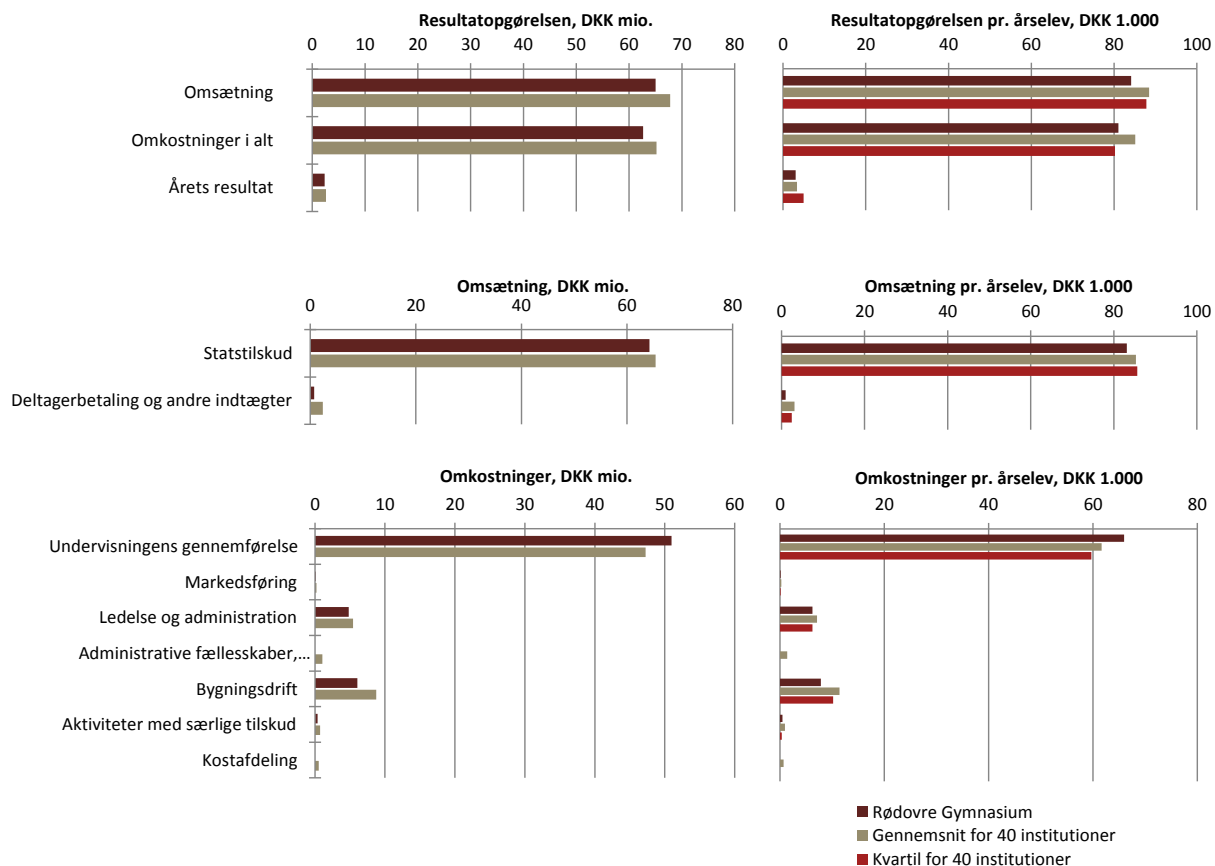 Resultatopgørelsen, DKK mio.
0 10 20 30 40 50 60 70 80
Omsætning
Omkostninger i alt
Årets resultat
Resultatopgørelsen pr. årselev, DKK 1.000
0 20 40 60 80 100
Omsætning, DKK mio.
0 20 40 60 80
Statstilskud
Deltagerbetaling og andre indtægter
Omsætning pr. årselev, DKK 1.000
0 20 40 60 80 100
Omkostninger, DKK mio.
0 10 20 30 40 50 60
Undervisningens gennemførelse
Markedsføring
Ledelse og administration
Administrative fællesskaber,...
Bygningsdrift
Aktiviteter med særlige tilskud
Kostafdeling
Omkostninger pr. årselev, DKK 1.000
0 20 40 60 80
Rødovre Gymnasium
Gennemsnit for 40 institutioner
Kvartil for 40 institutioner